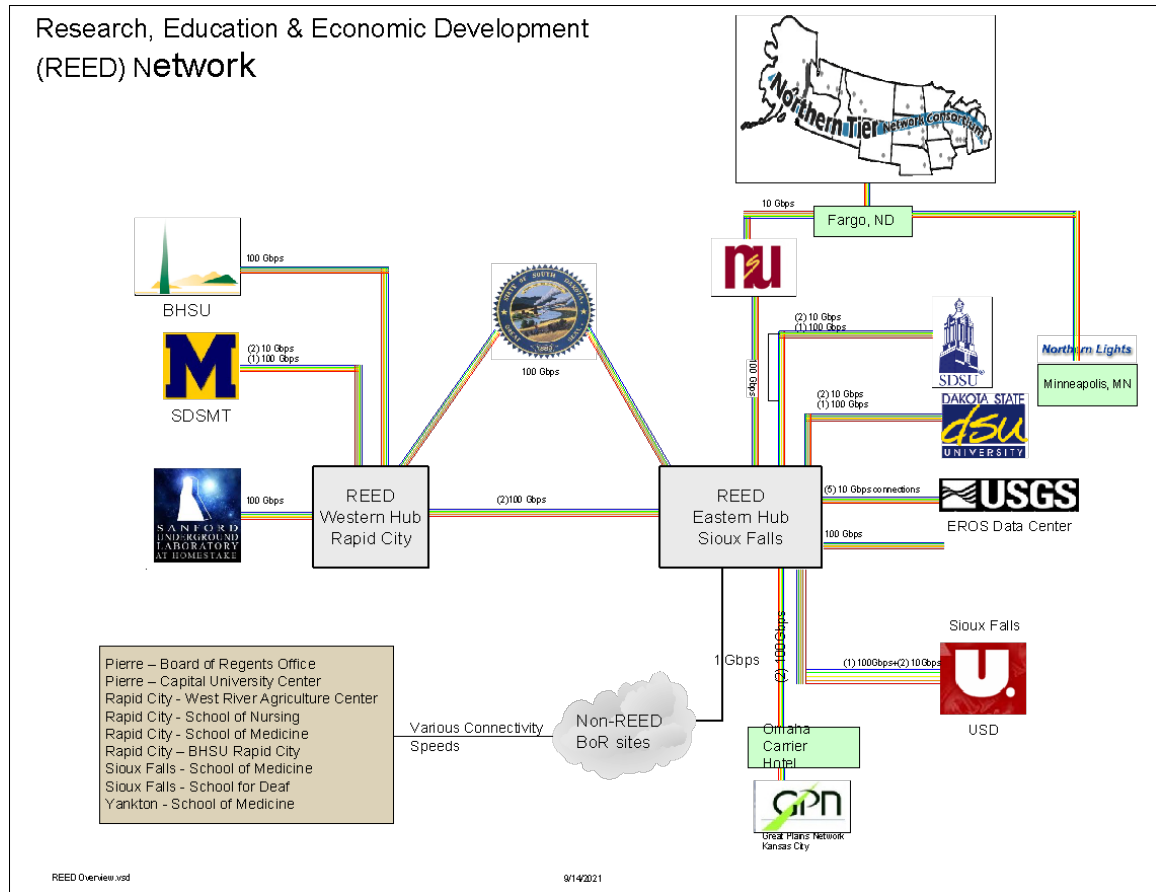 Research, Education & Economic Development
(REED) Network
Northern Tier Network Consortium
10 Gbps
Fargo, ND
nsu
100 Gbps
BHSU
100 Gbps
(2) 10 Gbps
(1) 100 Gbps
SDSU
Northern Lights
Minneapolis, MN
(2) 10 Gbps
(1) 100 Gbps
M
SDSMT
100 Gbps
(2) 10 Gbps
(1) 100 Gbps
DAKOTA STATE
dsu
UNIVERSITY
100 Gbps
SANFORD
UNDERGROUND
LABORATORY
AT HOMESTAKE
REED
Western Hub
Rapid City
(2)100 Gbps
REED
Eastern Hub
Sioux Falls
(5) 10 Gbps connections
USGS
EROS Data Center
100 Gbps
Sioux Falls
(1) 100Gbps+(2) 10Gbps
U.
USD
1 Gbps
(2) 100Gbps
Pierre – Board of Regents Office
Pierre – Capital University Center
Rapid City - West River Agriculture Center
Rapid City - School of Nursing
Rapid City - School of Medicine
Rapid City – BHSU Rapid City
Sioux Falls - School of Medicine
Sioux Falls - School for Deaf
Yankton - School of Medicine
Various Connectivity
Speeds
Non-REED
BoR sites
Omaha
Carrier
Hotel
GPN
Great Plains Network
Kansas City
REED Overview.vsd
9/14/2021